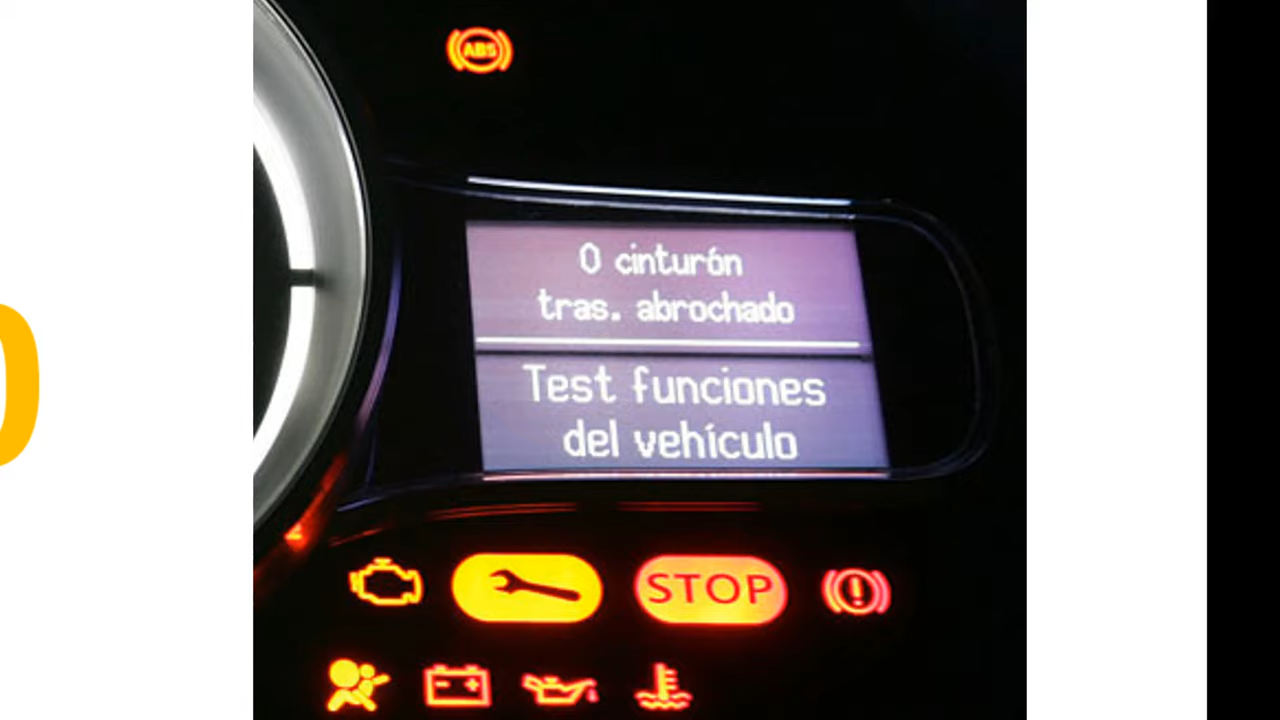 ABS
0 cinturón
tras. abrochado
Test funciones
del vehículo
STOP